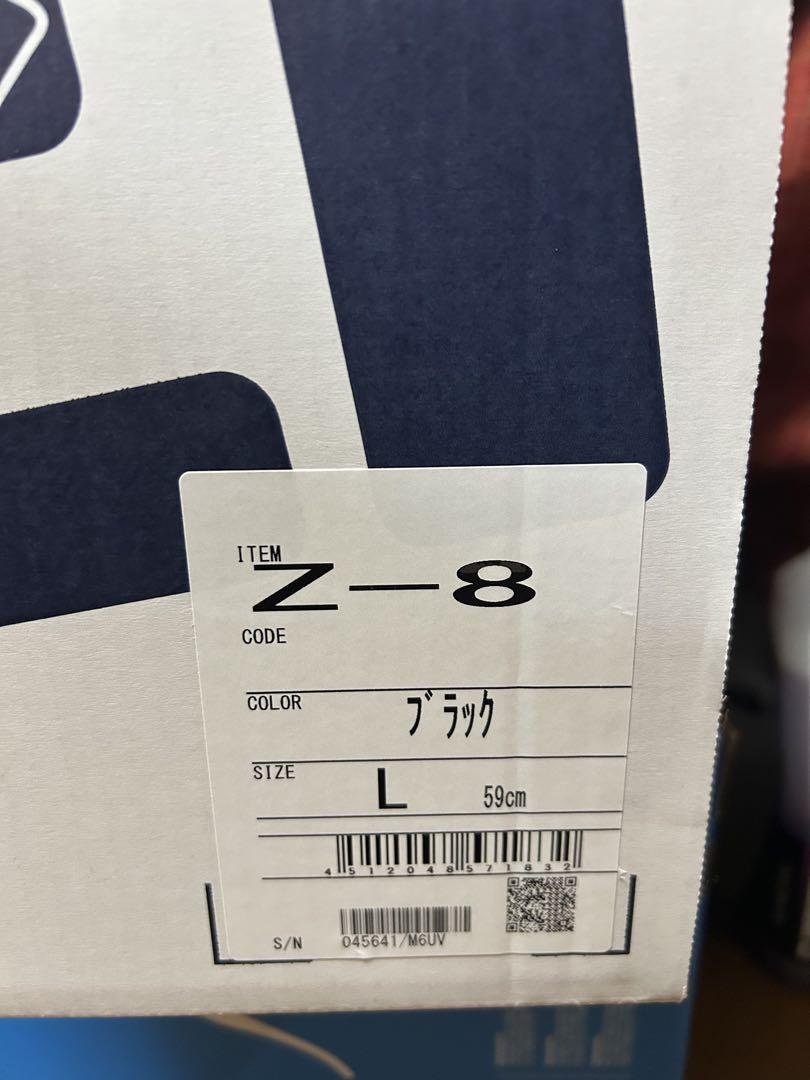 ITEM
Z－8
CODE
COLOR ブラック
SIZE L 59cm
4512048571832
S/N 045641/M6UV